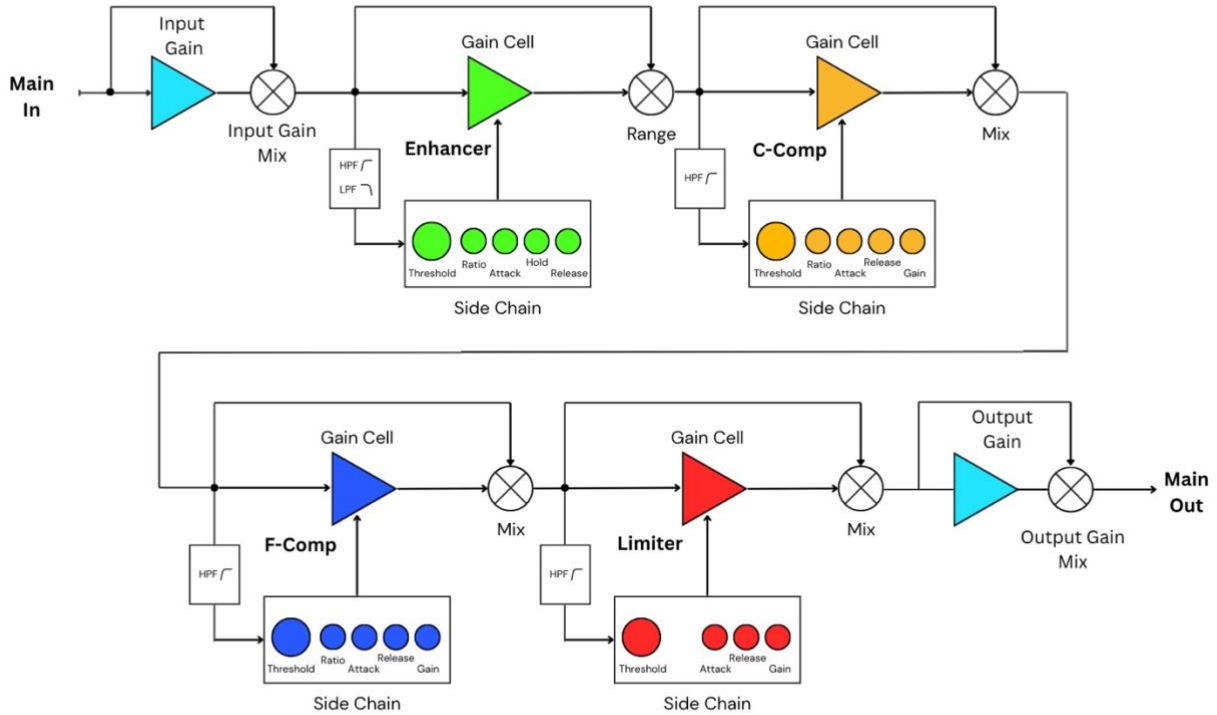 Main
In
Input
Gain
Input Gain
Mix
Gain Cell
Enhancer
Range
HPF
LPF
Threshold
Ratio
Attack
Hold
Release
Side Chain
Gain Cell
C-Comp
Mix
HPF
Threshold
Ratio
Attack
Release
Gain
Side Chain
Gain Cell
F-Comp
Mix
HPF
Threshold
Ratio
Attack
Release
Gain
Side Chain
Gain Cell
Limiter
Mix
HPF
Threshold
Attack
Release
Gain
Side Chain
Output
Gain
Output Gain
Mix
Main
Out